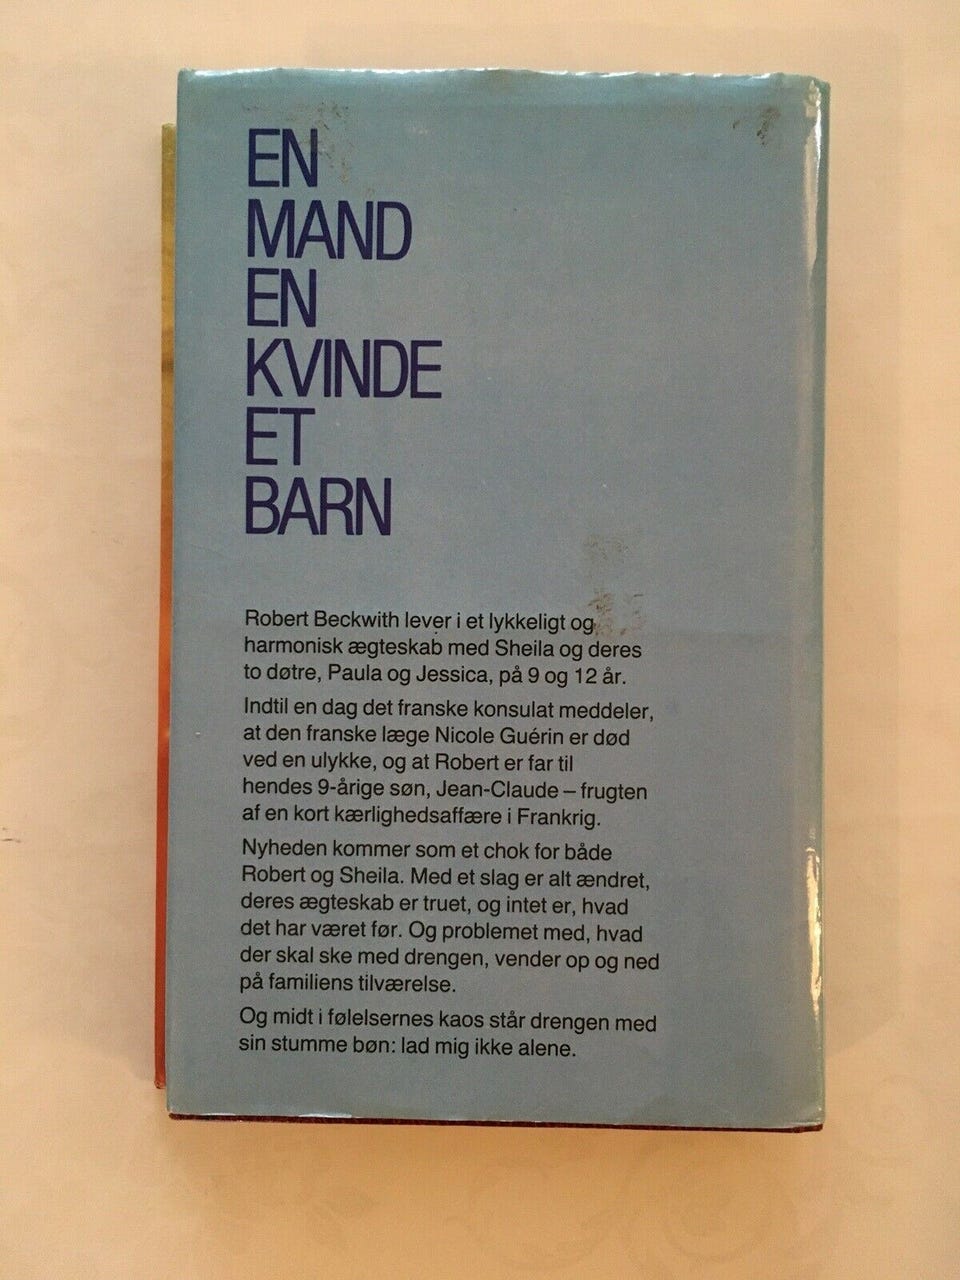 EN
MAND
EN
KVINDE
ET
BARN
Robert Beckwith lever i et lykkeligt og
harmonisk ægteskab med Sheila og deres
to døtre, Paula og Jessica, på 9 og 12 år.
Indtil en dag det franske konsulat meddeler,
at den franske læge Nicole Guérin er død
ved en ulykke, og at Robert er far til
hendes 9-årige søn, Jean-Claude – frugten
af en kort kærlighedsaffære i Frankrig.
Nyheden kommer som et chok for både
Robert og Sheila. Med et slag er alt ændret,
deres ægteskab er truet, og intet er, hvad
det har været før. Og problemet med, hvad
der skal ske med drengen, vender op og ned
på familiens tilværelse.
Og midt i følelsernes kaos står drengen med
sin stumme bøn: lad mig ikke alene.